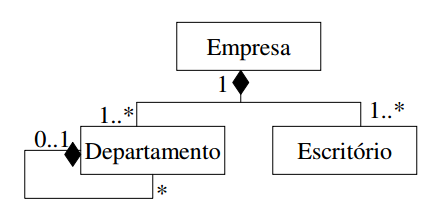 Empresa
1
1..*
1..*
0..1
Departamento
Escritório
*